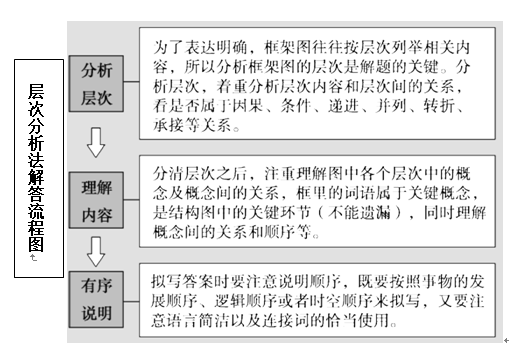 层次分析法解答流程图
分析
层次
为了表达明确，框架图往往按层次列举相关内
容，所以分析框架图的层次是解题的关键。分
析层次，着重分析层次内容和层次间的关系，
看是否属于因果、条件、递进、并列、转折、
承接等关系。
理解
内容
分清层次之后，注重理解图中各个层次中的概
念及概念间的关系，框里的词语属于关键概念，
是结构图中的关键环节（不能遗漏），同时理解
概念间的关系和顺序等。
有序
说明
拟写答案时要注意说明顺序，既要按照事物的发
展顺序、逻辑顺序或者时空顺序来拟写，又要注
意语言简洁以及连接词的恰当使用。